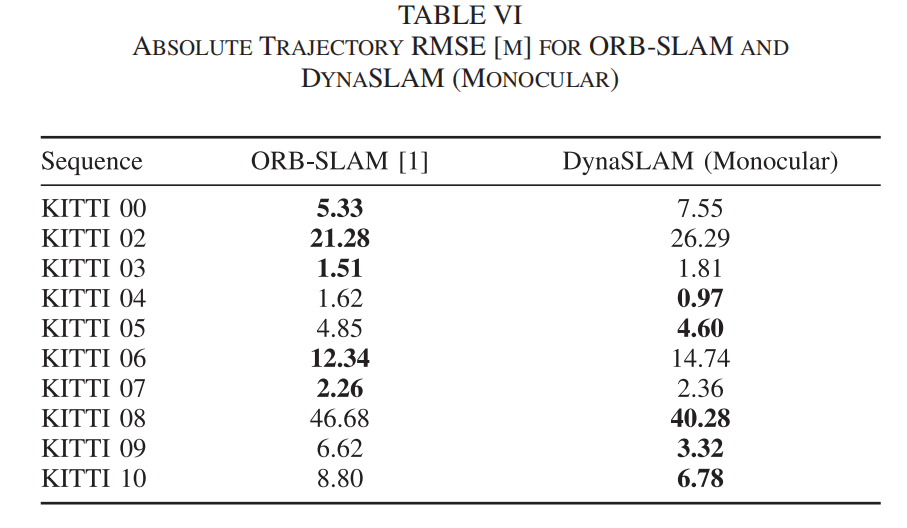 TABLE VI
ABSOLUTE TRAJECTORY RMSE [M] FOR ORB-SLAM AND
DYNASLAM (MONOCULAR)
Sequence ORB-SLAM [1] DynaSLAM (Monocular)
KITTI 00 5.33 7.55
KITTI 02 21.28 26.29
KITTI 03 1.51 1.81
KITTI 04 1.62 0.97
KITTI 05 4.85 4.60
KITTI 06 12.34 14.74
KITTI 07 2.26 2.36
KITTI 08 46.68 40.28
KITTI 09 6.62 3.32
KITTI 10 8.80 6.78